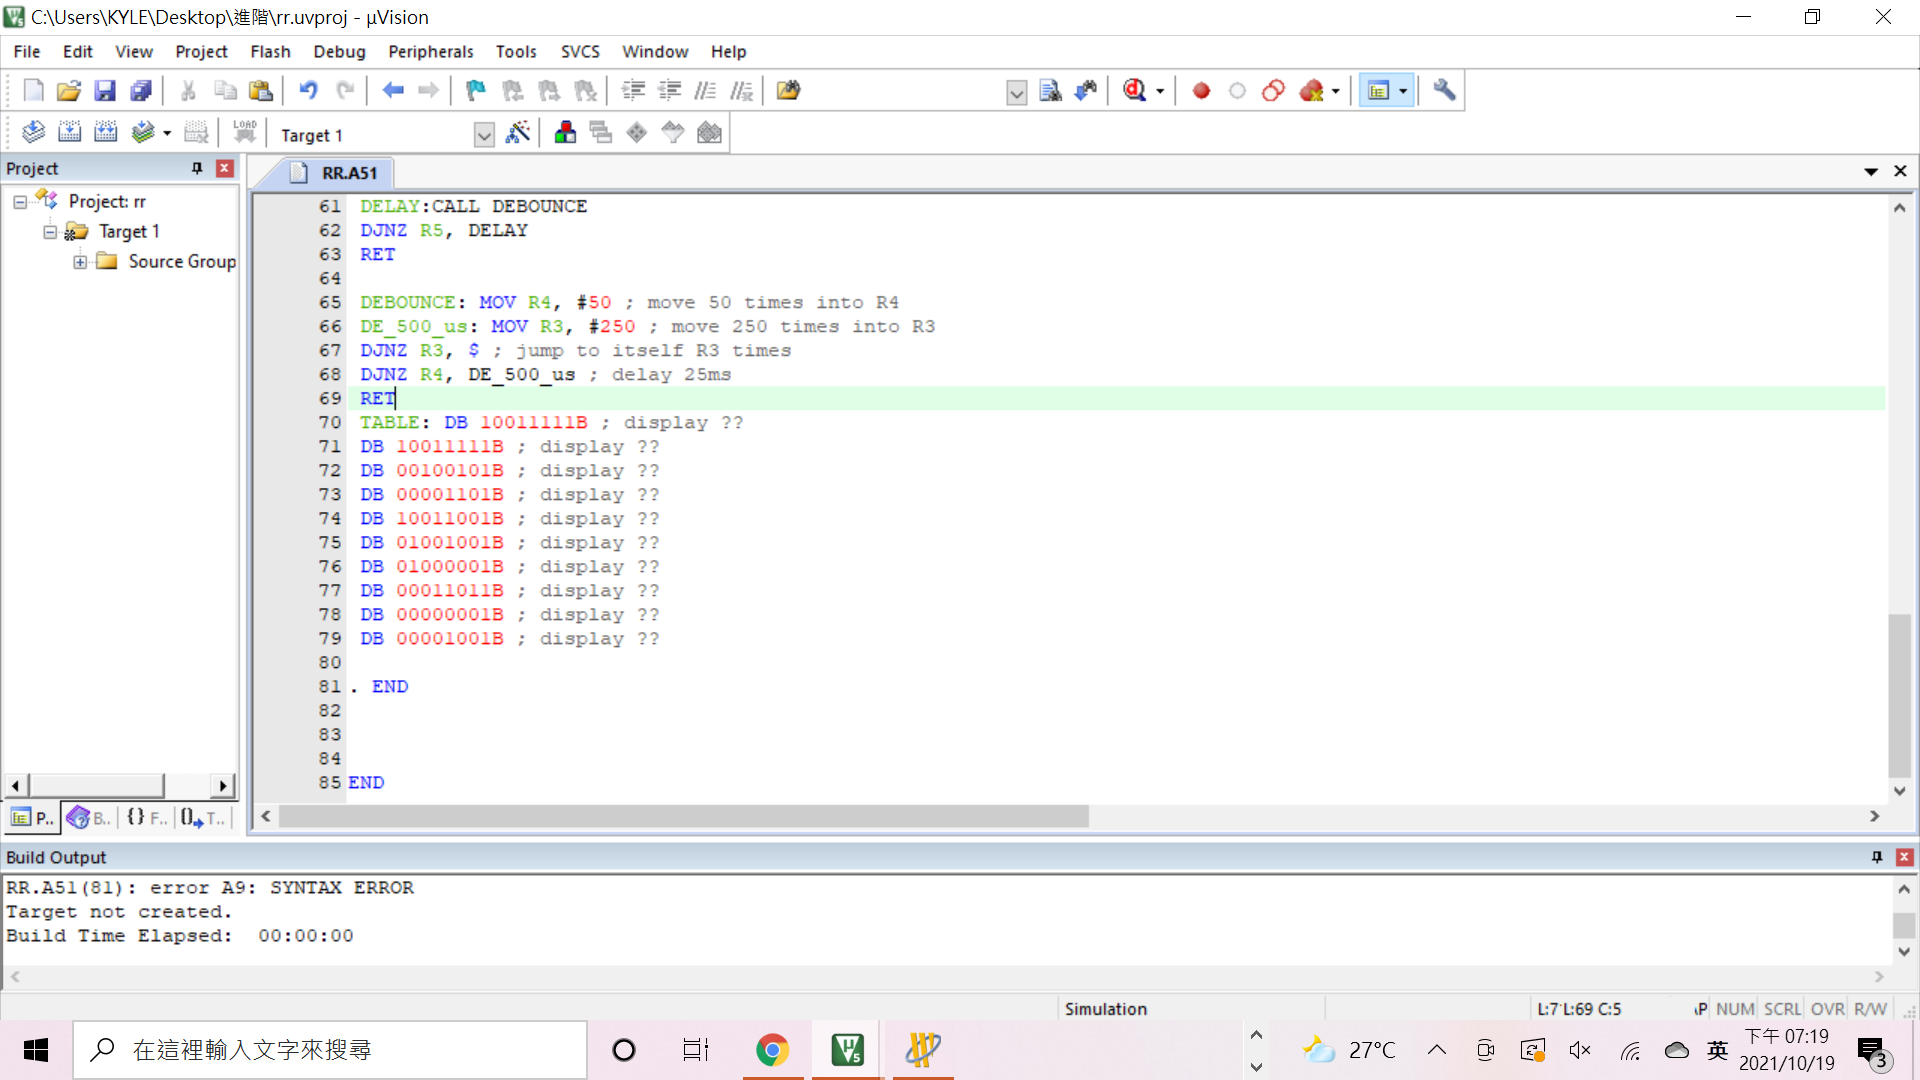 C:\Users\KYLE\Desktop\進階\rr.uvproj - µVision
File Edit View Project Flash Debug Peripherals Tools SVCS Window Help
LOAD
Target 1
Project
RR.A51
Project: rr
Target 1
Source Group
61 DELAY:CALL DEBOUNCE
62 DJNZ R5, DELAY
63 RET
64
65 DEBOUNCE: MOV R4, #50 ; move 50 times into R4
66 DE_500_us: MOV R3, #250 ; move 250 times into R3
67 DJNZ R3, $ ; jump to itself R3 times
68 DJNZ R4, DE_500_us ; delay 25ms
69 RET
70 TABLE: DB 10011111B ; display ??
71 DB 10011111B ; display ??
72 DB 00100101B ; display ??
73 DB 00001101B ; display ??
74 DB 10011001B ; display ??
75 DB 01001001B ; display ??
76 DB 01000001B ; display ??
77 DB 00011011B ; display ??
78 DB 00000001B ; display ??
79 DB 00001001B ; display ??
80
81 . END
82
83
84
85 END
P.. B.. {} F.. T..
Build Output
RR.A51(81): error A9: SYNTAX ERROR
Target not created.
Build Time Elapsed: 00:00:00
Simulation
L:69 C:5
NUM SCRL OVR R/W
在這裡輸入文字來搜尋
27°C
英
下午 07:19
2021/10/19
3